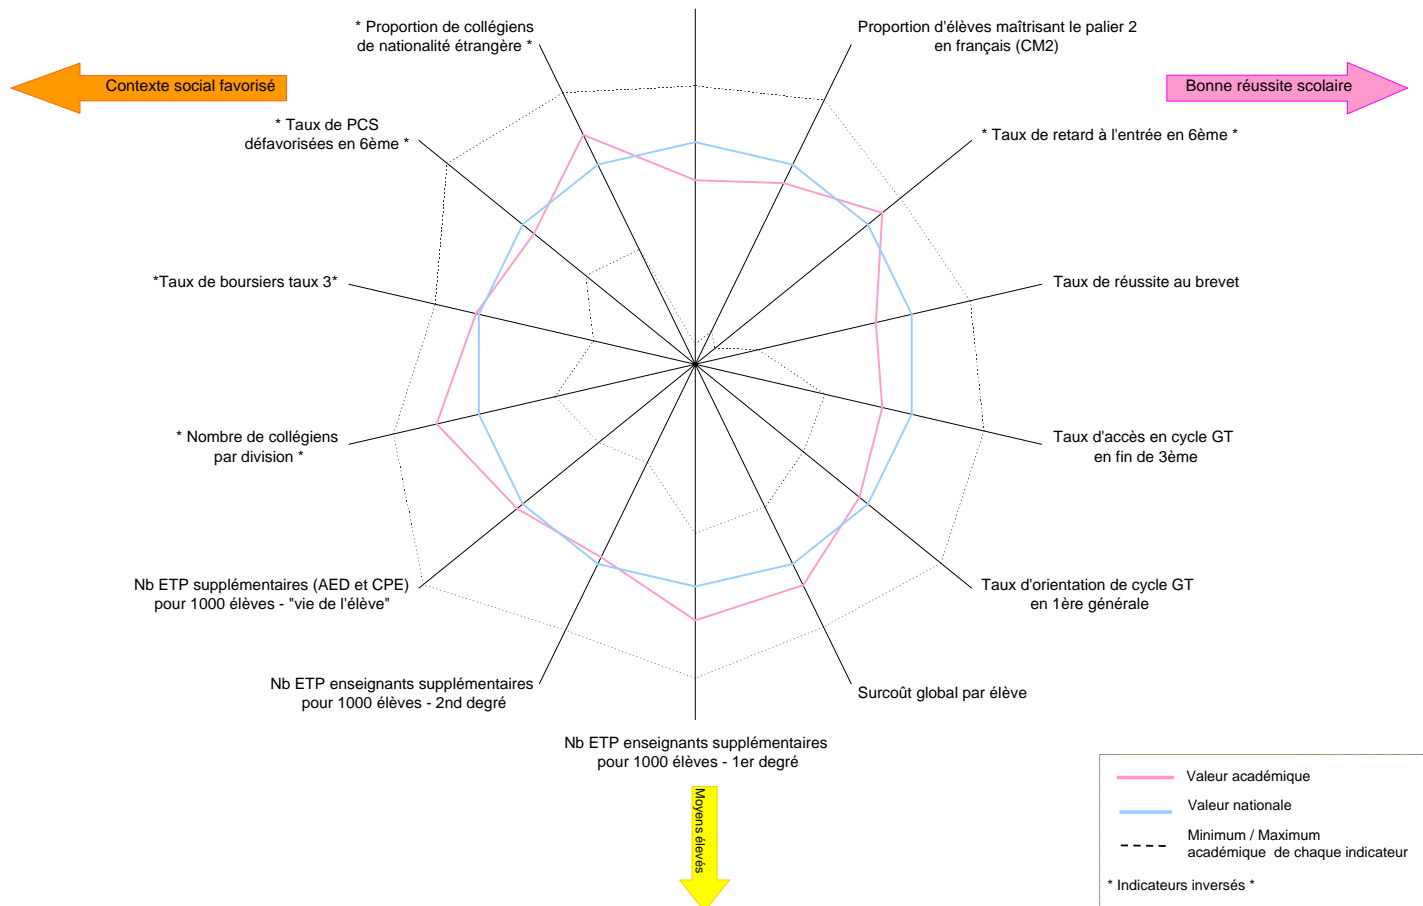 * Proportion de collégiens
de nationalité étrangère *
Proportion d'élèves maîtrisant le palier 2
en français (CM2)
Contexte social favorisé
Bonne réussite scolaire
* Taux de PCS
défavorisées en 6ème *
* Taux de retard à l'entrée en 6ème *
*Taux de boursiers taux 3*
Taux de réussite au brevet
* Nombre de collégiens
par division *
Taux d'accès en cycle GT
en fin de 3ème
Nb ETP supplémentaires (AED et CPE)
pour 1000 élèves - "vie de l'élève"
Taux d'orientation de cycle GT
en 1ère générale
Nb ETP enseignants supplémentaires
pour 1000 élèves - 2nd degré
Surcoût global par élève
Nb ETP enseignants supplémentaires
pour 1000 élèves - 1er degré
Moyens élevés
Valeur académique
Valeur nationale
Minimum / Maximum
académique  de chaque indicateur
* Indicateurs inversés *